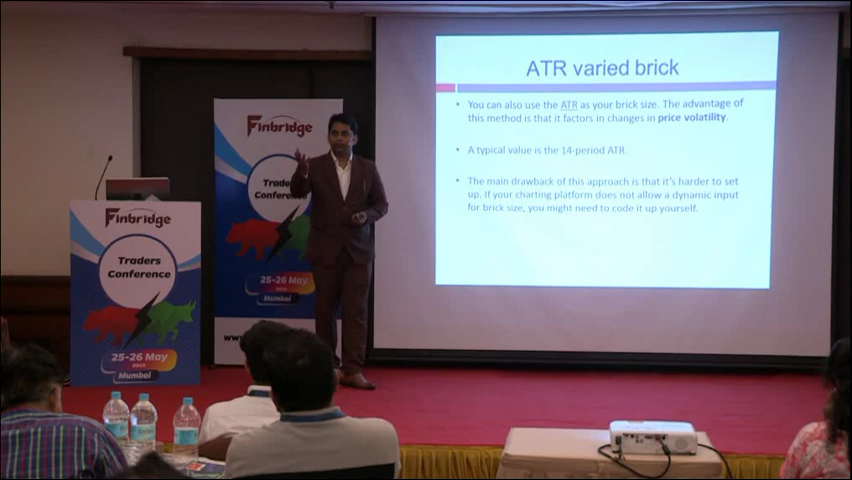 ATR varied brick
• You can also use the ATR as your brick size. The advantage of
this method is that it factors in changes in price volatility.
• A typical value is the 14-period ATR.
• The main drawback of this approach is that it's harder to set
up. If your charting platform does not allow a dynamic input
for brick size, you might need to code it up yourself.
Finbridge
Traders
Conference
25-26 May
Mumbai
www.
Finbridge
Traders
Conference
25-26 May
Mumbai